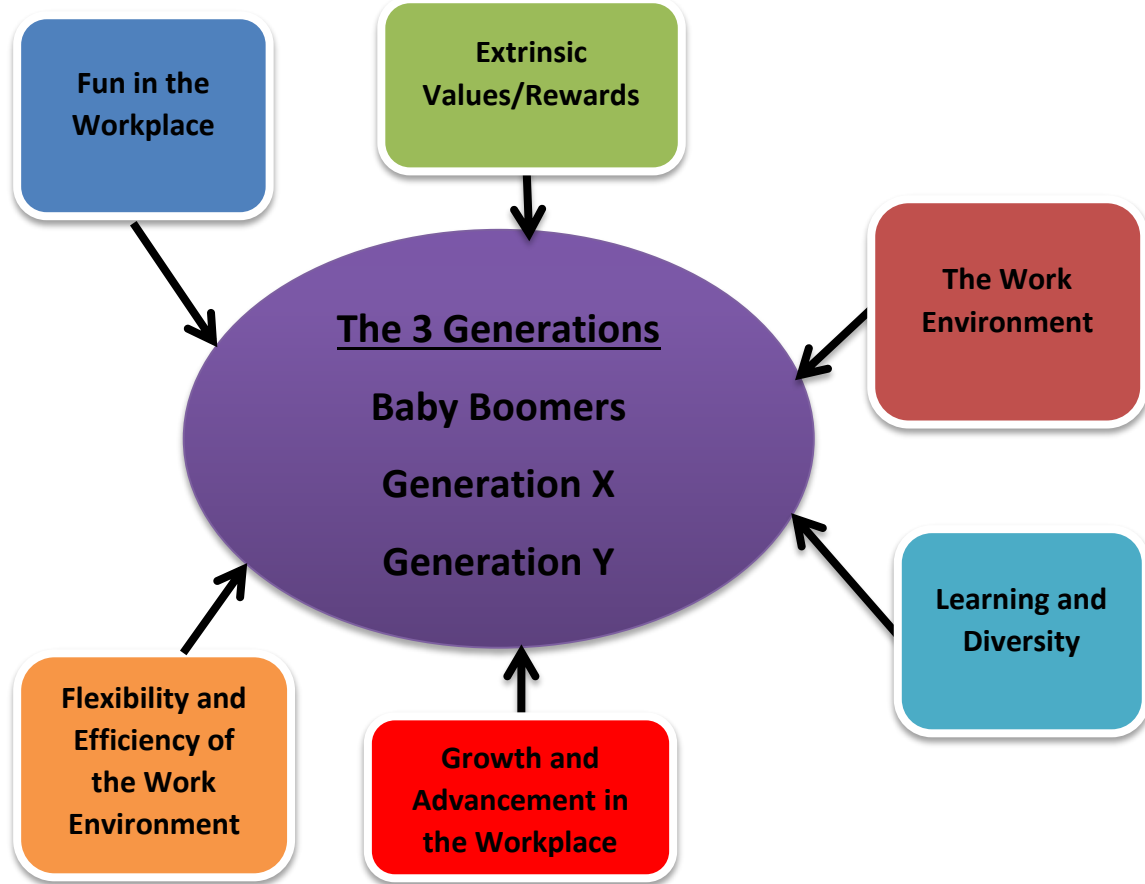 Fun in the
Workplace
Extrinsic
Values/Rewards
The Work
Environment
The 3 Generations
Baby Boomers
Generation X
Generation Y
Learning and
Diversity
Flexibility and
Efficiency of
the Work
Environment
Growth and
Advancement in
the Workplace